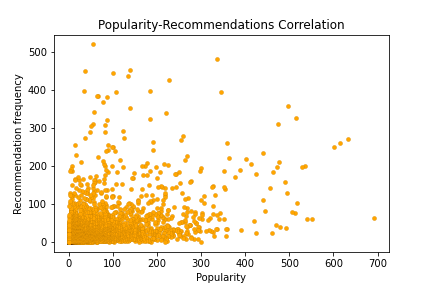 Popularity-Recommendations Correlation
Recommendation frequency
500
400
300
200
100
0
0 100 200 300 400 500 600 700
Popularity